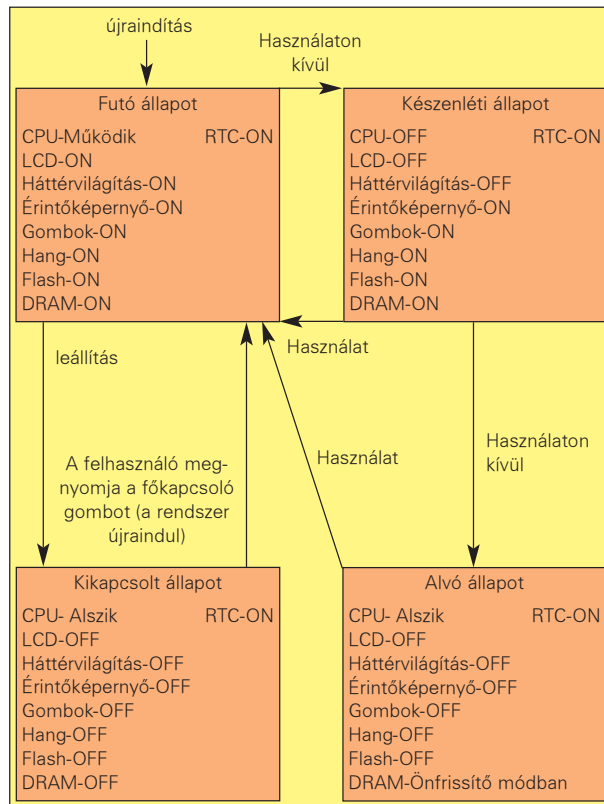 újraindítás
Használaton
kívül
Futó állapot
CPU-Működik RTC-ON
LCD-ON
Háttérvilágítás-ON
Érintőképernyő-ON
Gombok-ON
Hang-ON
Flash-ON
DRAM-ON
Készenléti állapot
CPU-OFF RTC-ON
LCD-OFF
Háttérvilágítás-OFF
Érintőképernyő-ON
Gombok-ON
Hang-ON
Flash-ON
DRAM-ON
leállítás
Használat
A felhasználó meg-
nyomja a főkapcsoló
gombot (a rendszer
újraindul)
Használat
Használaton
kívül
Kikapcsolt állapot
CPU- Alszik RTC-ON
LCD-OFF
Háttérvilágítás-OFF
Érintőképernyő-OFF
Gombok-OFF
Hang-OFF
Flash-OFF
DRAM-OFF
Alvó állapot
CPU- Alszik RTC-ON
LCD-OFF
Háttérvilágítás-OFF
Érintőképernyő-OFF
Gombok-OFF
Hang-OFF
Flash-OFF
DRAM-Önfrissítő módban